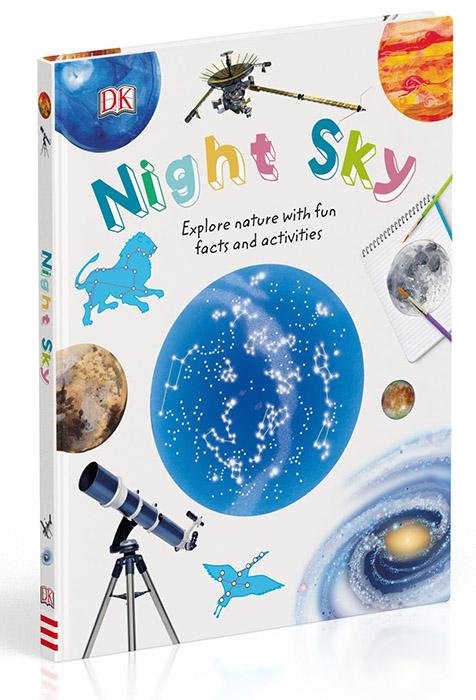 DK
Night Sky
Explore nature with fun
facts and activities
Night Sky
DK